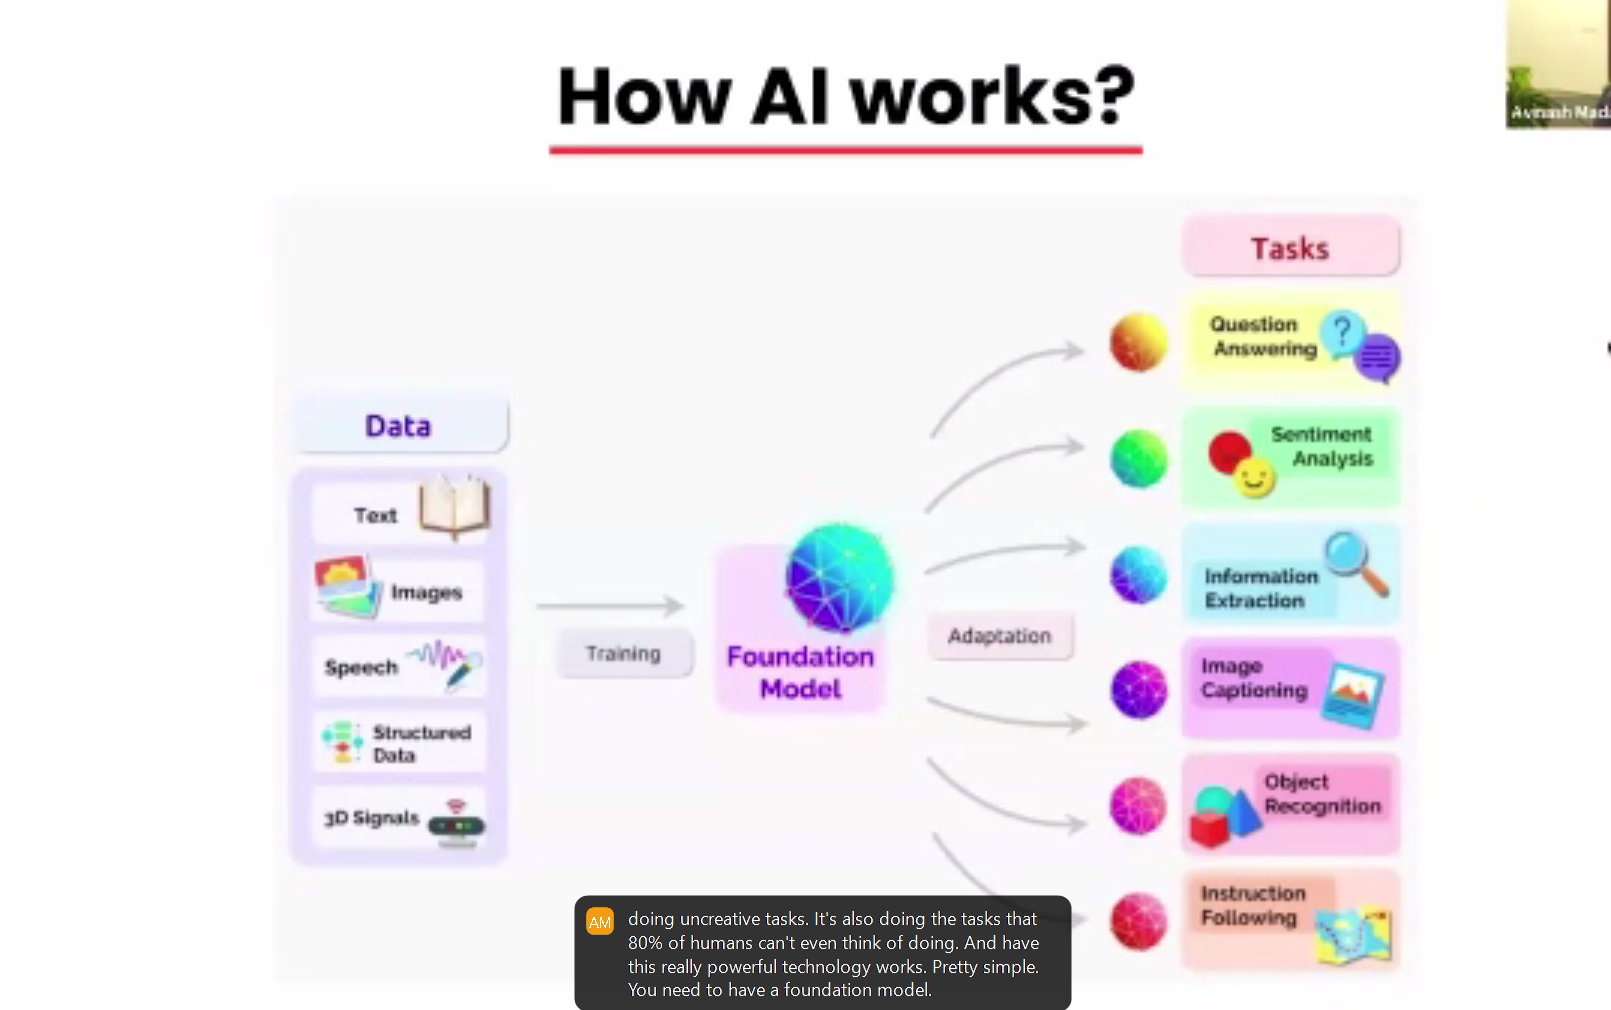 How AI works?
Avinash Mad
Tasks
Question
Answering
?
Sentiment
Analysis
Data
Text
Images
Speech
Structured
Data
3D Signals
Training
Foundation
Model
Adaptation
Information
Extraction
Image
Captioning
Object
Recognition
Instruction
Following
AM
doing uncreative tasks. It's also doing the tasks that
80% of humans can't even think of doing. And have
this really powerful technology works. Pretty simple.
You need to have a foundation model.